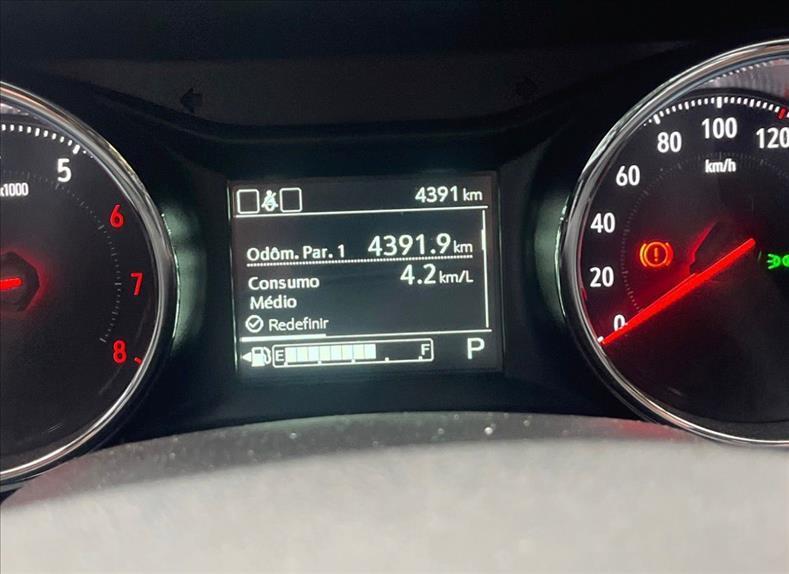 4391 km
Odôm. Par. 1 4391.9 km
Consumo 4.2 km/L
Médio
Redefinir
E F P
x1000
5
6
7
8
0
20
40
60
80
100
120
km/h